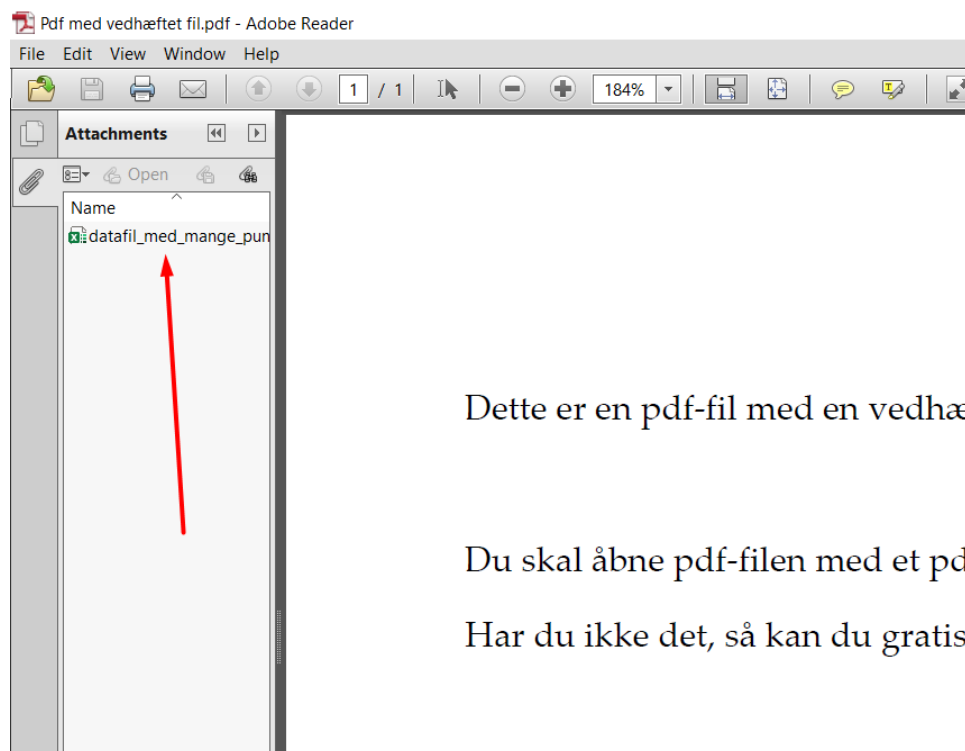 Pdf med vedhæftet fil.pdf - Adobe Reader
File Edit View Window Help
1 / 1 184%
Attachments
Open
Name
datafil_med_mange_pun
Dette er en pdf-fil med en vedhæ
Du skal åbne pdf-filen med et pd
Har du ikke det, så kan du gratis